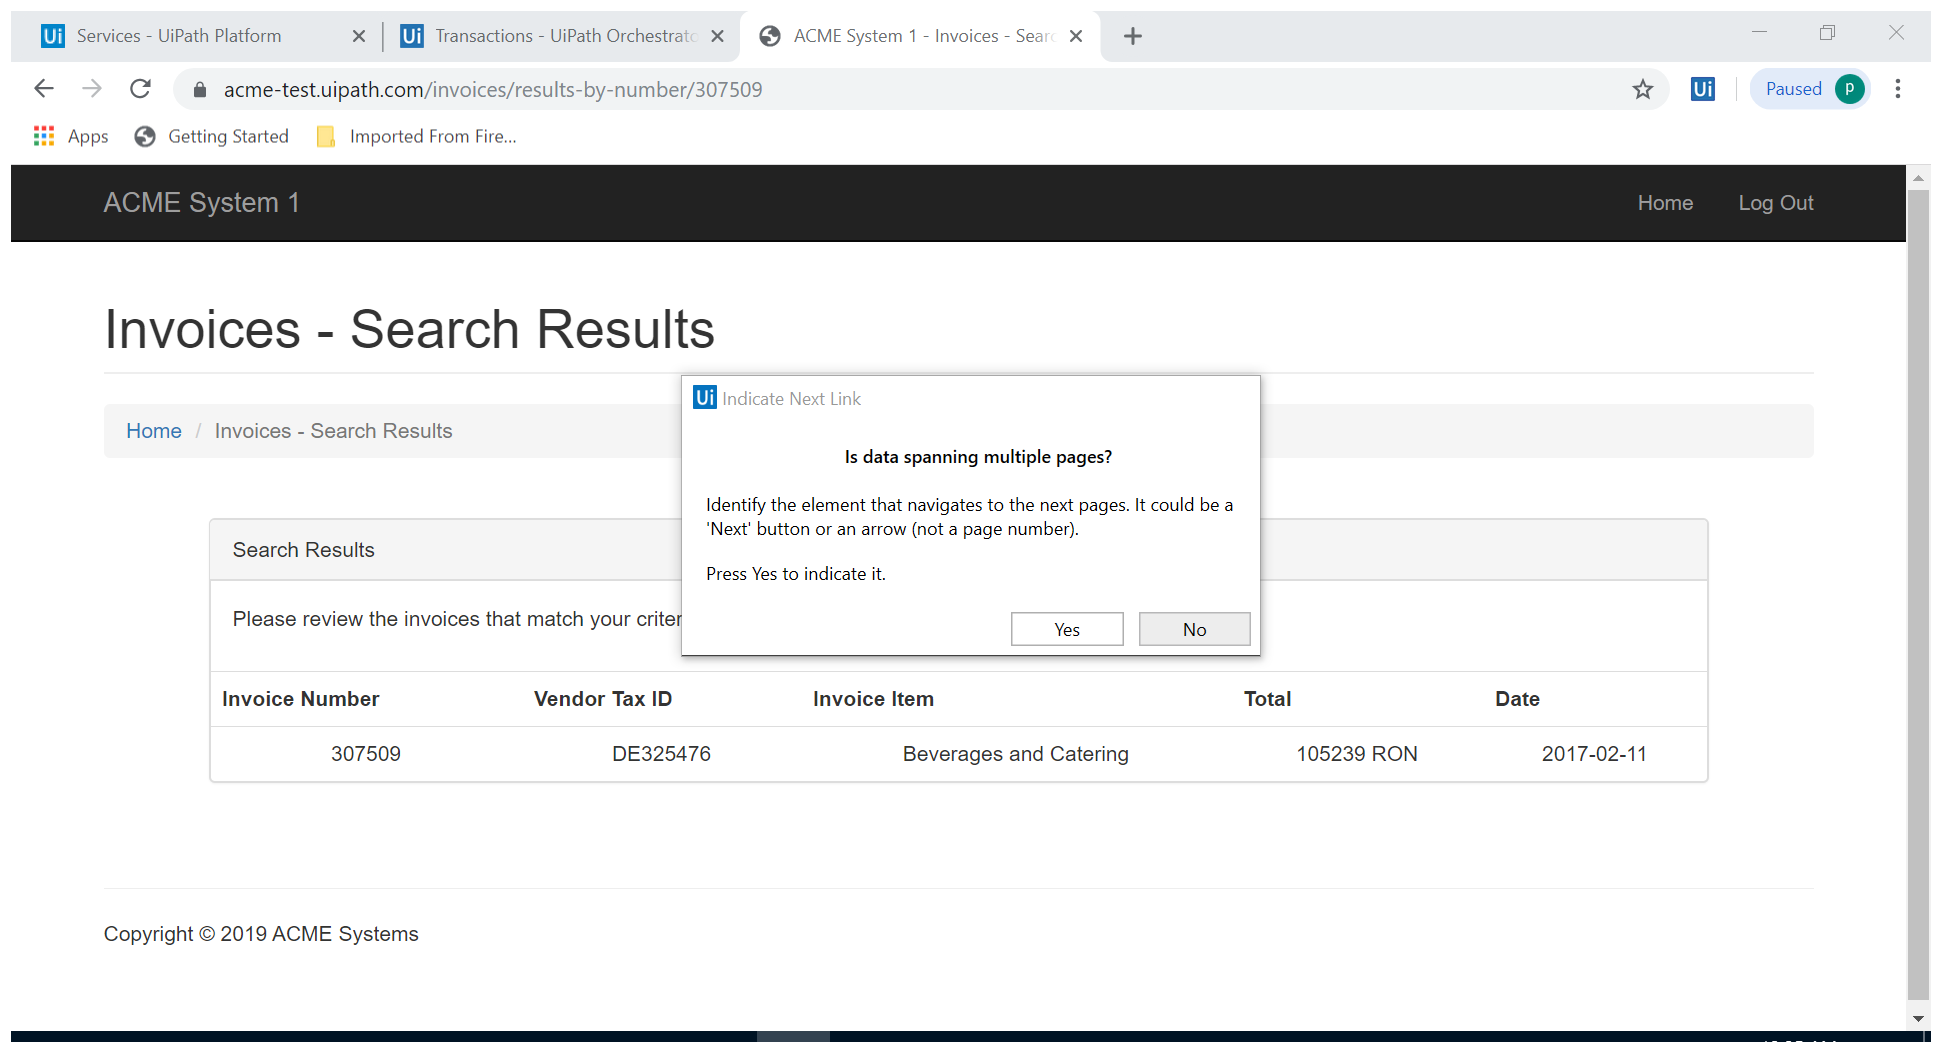 Ui Services - UiPath Platform
Ui Transactions - UiPath Orchestrato
ACME System 1 - Invoices - Sear
acme-test.uipath.com/invoices/results-by-number/307509
Ui
Paused P
Apps
Getting Started
Imported From Fire...
ACME System 1
Home
Log Out
Invoices - Search Results
Home / Invoices - Search Results
Ui Indicate Next Link
Is data spanning multiple pages?
Identify the element that navigates to the next pages. It could be a
'Next' button or an arrow (not a page number).
Press Yes to indicate it.
Yes
No
Search Results
Please review the invoices that match your criter
Invoice Number Vendor Tax ID Invoice Item Total Date
307509 DE325476 Beverages and Catering 105239 RON 2017-02-11
Copyright © 2019 ACME Systems